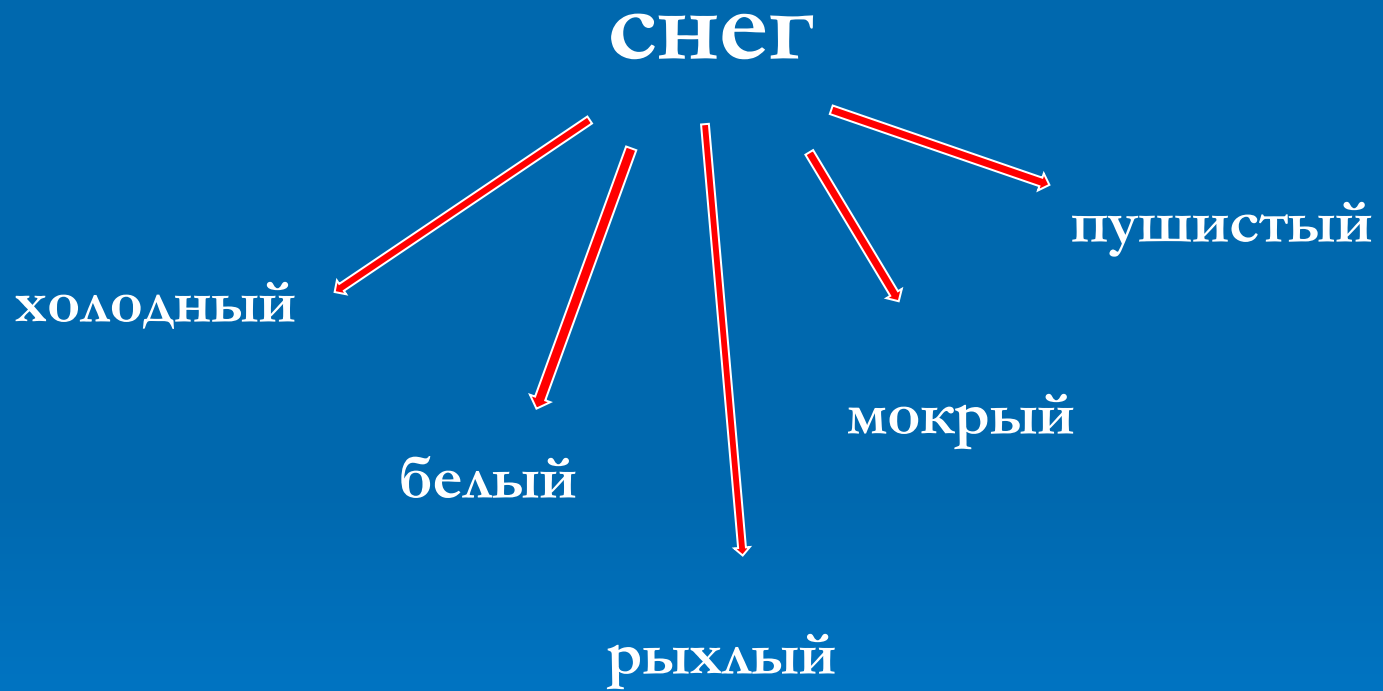 снег
пушистый
холодный
мокрый
белый
рыхлый